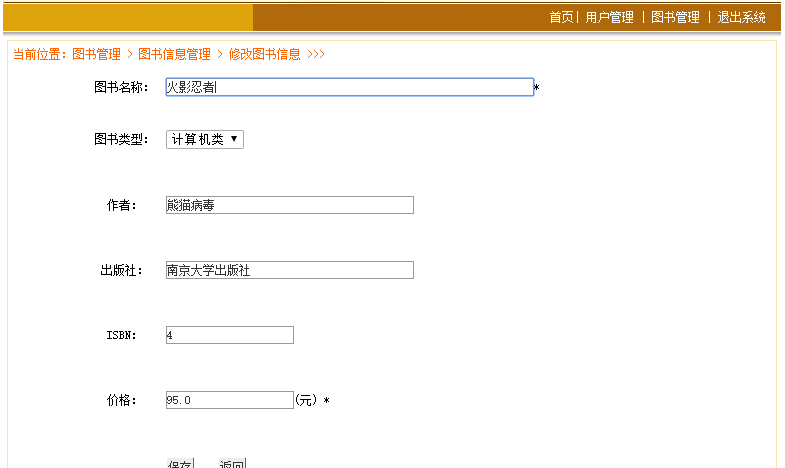 首页| 用户管理 | 图书管理 | 退出系统
当前位置: 图书管理 > 图书信息管理 > 修改图书信息 >>>
图书名称: 火影忍者 *
图书类型: 计算机类 ▼
作者: 熊猫病毒
出版社: 南京大学出版社
ISBN: 4
价格: 95.0 (元) *
保存 返回